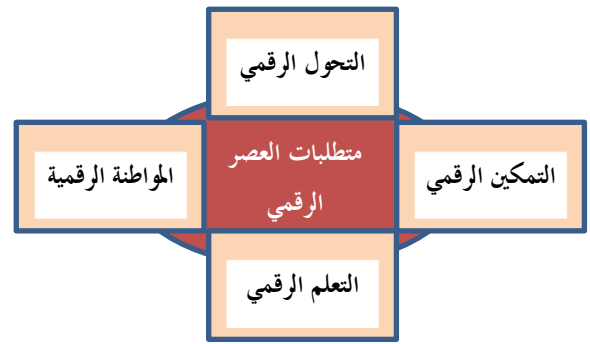 التحول الرقمي
التمكين الرقمي
متطلبات العصر
الرقمي
المواطنة الرقمية
التعلم الرقمي